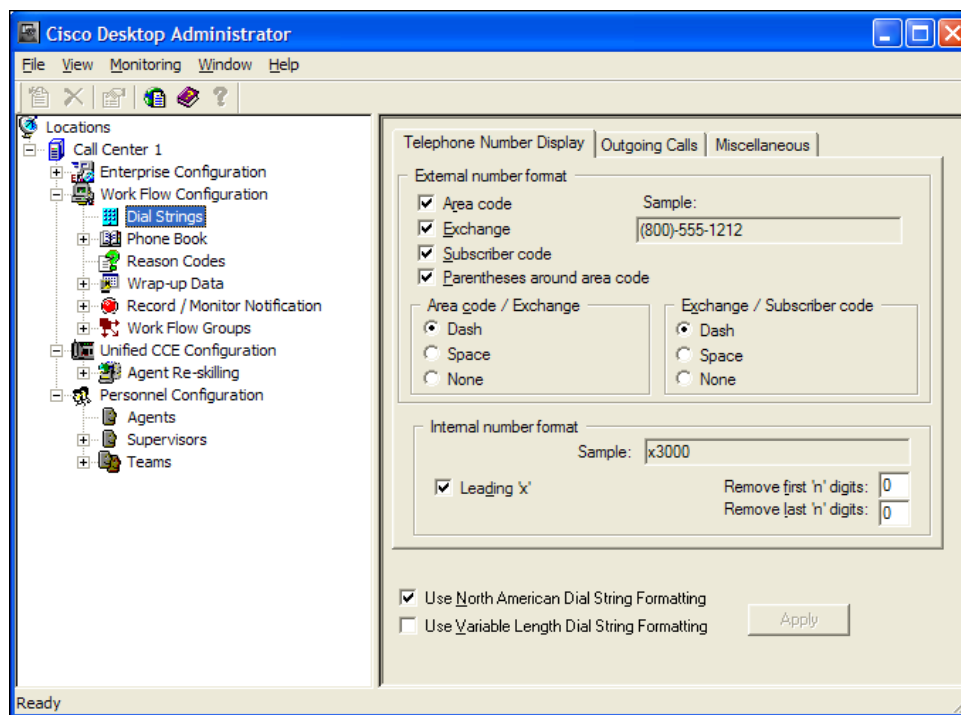 Cisco Desktop Administrator
File View Monitoring Window Help
Locations
Call Center 1
Enterprise Configuration
Work Flow Configuration
Dial Strings
Phone Book
Reason Codes
Wrap-up Data
Record / Monitor Notification
Work Flow Groups
Unified CCE Configuration
Agent Re-skilling
Personnel Configuration
Agents
Supervisors
Teams
Telephone Number Display Outgoing Calls Miscellaneous
External number format
Area code Sample:
Exchange (800)-555-1212
Subscriber code
Parentheses around area code
Area code / Exchange Exchange / Subscriber code
Dash Dash
Space Space
None None
Internal number format
Sample: x3000
Leading 'x' Remove first 'n' digits: 0
Remove last 'n' digits: 0
Use North American Dial String Formatting
Use Variable Length Dial String Formatting Apply
Ready